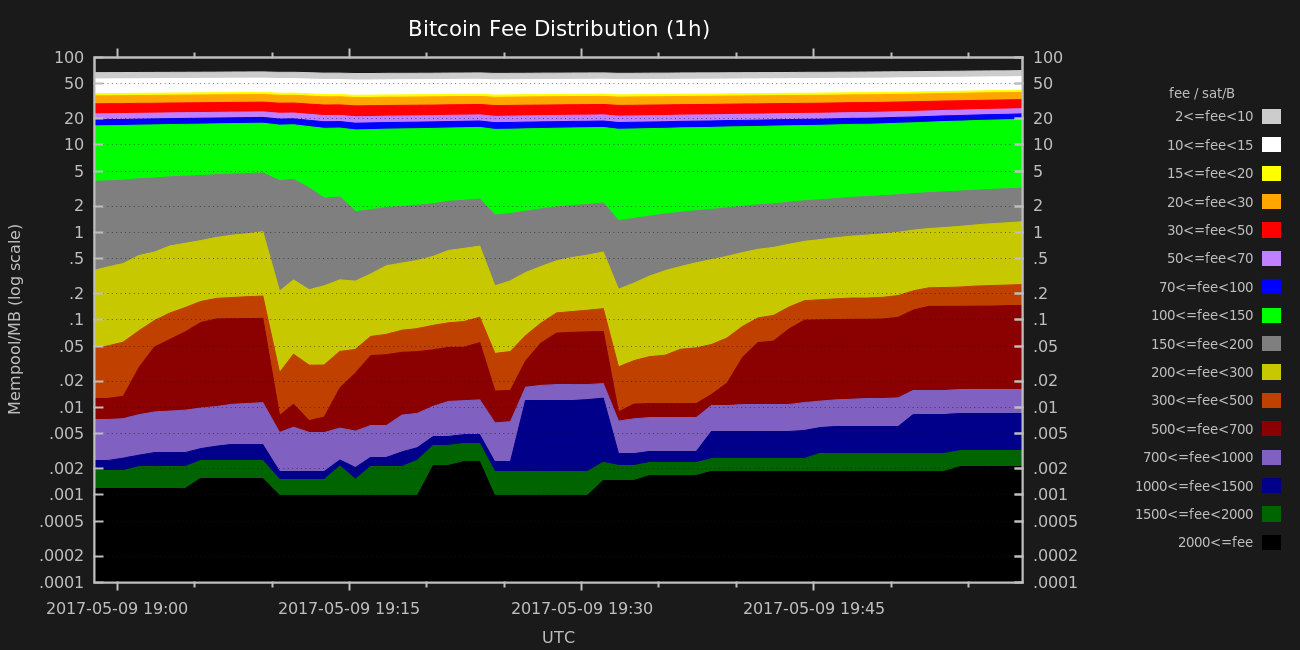 Bitcoin Fee Distribution (1h)
Mempool/MB (log scale)
100
50
20
10
5
2
1
.5
.2
.1
.05
.02
.01
.005
.002
.001
.0005
.0002
.0001
100
50
20
10
5
2
1
.5
.2
.1
.05
.02
.01
.005
.002
.001
.0005
.0002
.0001
2017-05-09 19:00
2017-05-09 19:15
2017-05-09 19:30
2017-05-09 19:45
UTC
fee / sat/B
2<=fee<10
10<=fee<15
15<=fee<20
20<=fee<30
30<=fee<50
50<=fee<70
70<=fee<100
100<=fee<150
150<=fee<200
200<=fee<300
300<=fee<500
500<=fee<700
700<=fee<1000
1000<=fee<1500
1500<=fee<2000
2000<=fee